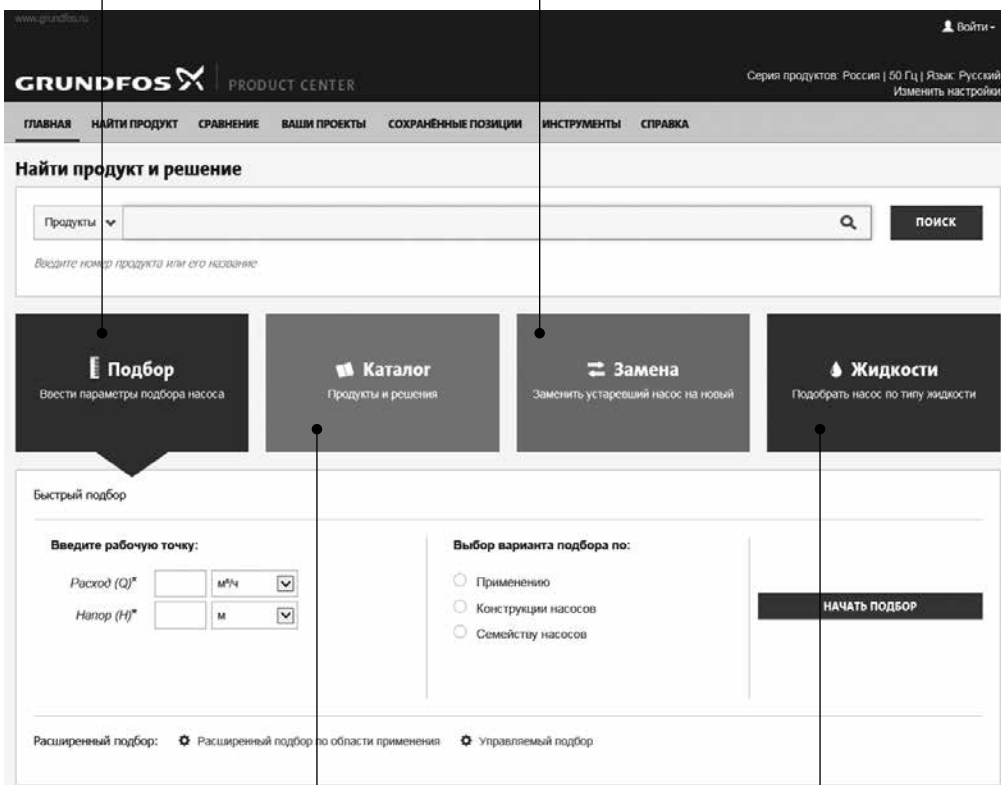 www.grundfos.ru
Войти
GRUNDFOS PRODUCT CENTER
Серия продуктов: Россия | 50 Гц | Язык: Русский
Изменить настройки
ГЛАВНАЯ НАЙТИ ПРОДУКТ СРАВНЕНИЕ ВАШИ ПРОЕКТЫ СОХРАНЁННЫЕ ПОЗИЦИИ ИНСТРУМЕНТЫ СПРАВКА
Найти продукт и решение
Продукты
ПОИСК
Введите номер продукта или его название
Подбор
Ввести параметры подбора насоса
Каталог
Продукты и решения
Замена
Заменить устаревший насос на новый
Жидкости
Подобрать насос по типу жидкости
Быстрый подбор
Введите рабочую точку:
Расход (Q)* м³/ч
Напор (H)* м
Выбор варианта подбора по:
Применению
Конструкции насосов
Семейству насосов
НАЧАТЬ ПОДБОР
Расширенный подбор: Расширенный подбор по области применения Управляемый подбор